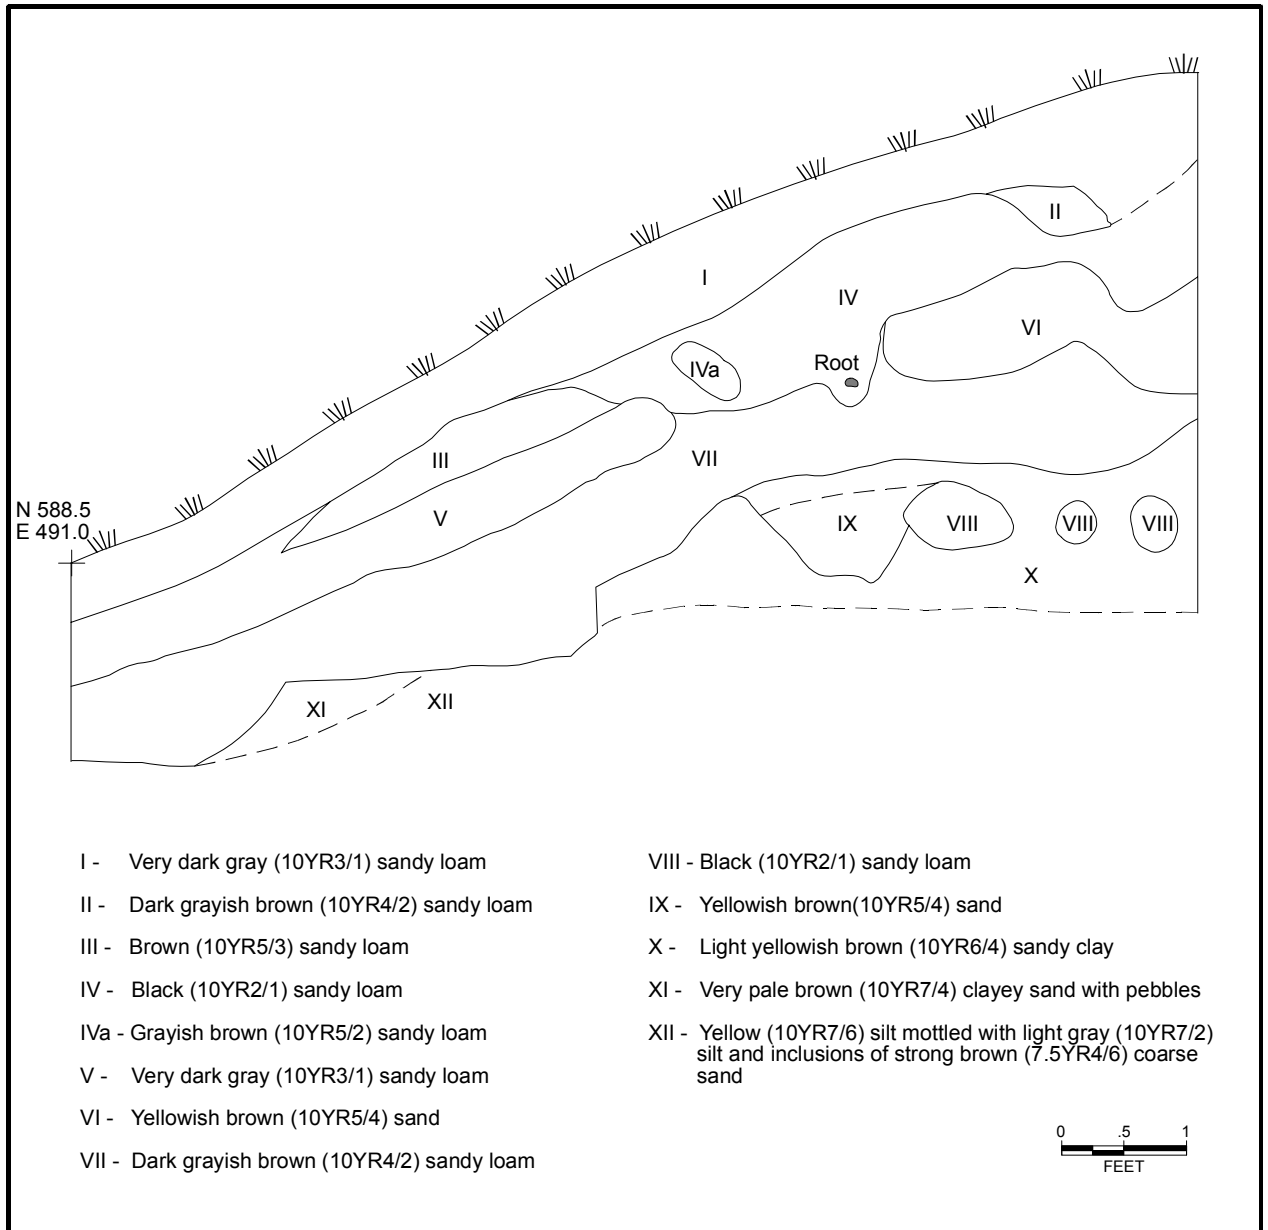 II
I
IV
VI
IVa
Root
III
VII
N 588.5
E 491.0
V
IX
VIII
VIII
VIII
X
XI
XII
I - Very dark gray (10YR3/1) sandy loam
II - Dark grayish brown (10YR4/2) sandy loam
III - Brown (10YR5/3) sandy loam
IV - Black (10YR2/1) sandy loam
IVa - Grayish brown (10YR5/2) sandy loam
V - Very dark gray (10YR3/1) sandy loam
VI - Yellowish brown (10YR5/4) sand
VII - Dark grayish brown (10YR4/2) sandy loam
VIII - Black (10YR2/1) sandy loam
IX - Yellowish brown(10YR5/4) sand
X - Light yellowish brown (10YR6/4) sandy clay
XI - Very pale brown (10YR7/4) clayey sand with pebbles
XII - Yellow (10YR7/6) silt mottled with light gray (10YR7/2)
silt and inclusions of strong brown (7.5YR4/6) coarse
sand
0 .5 1
FEET